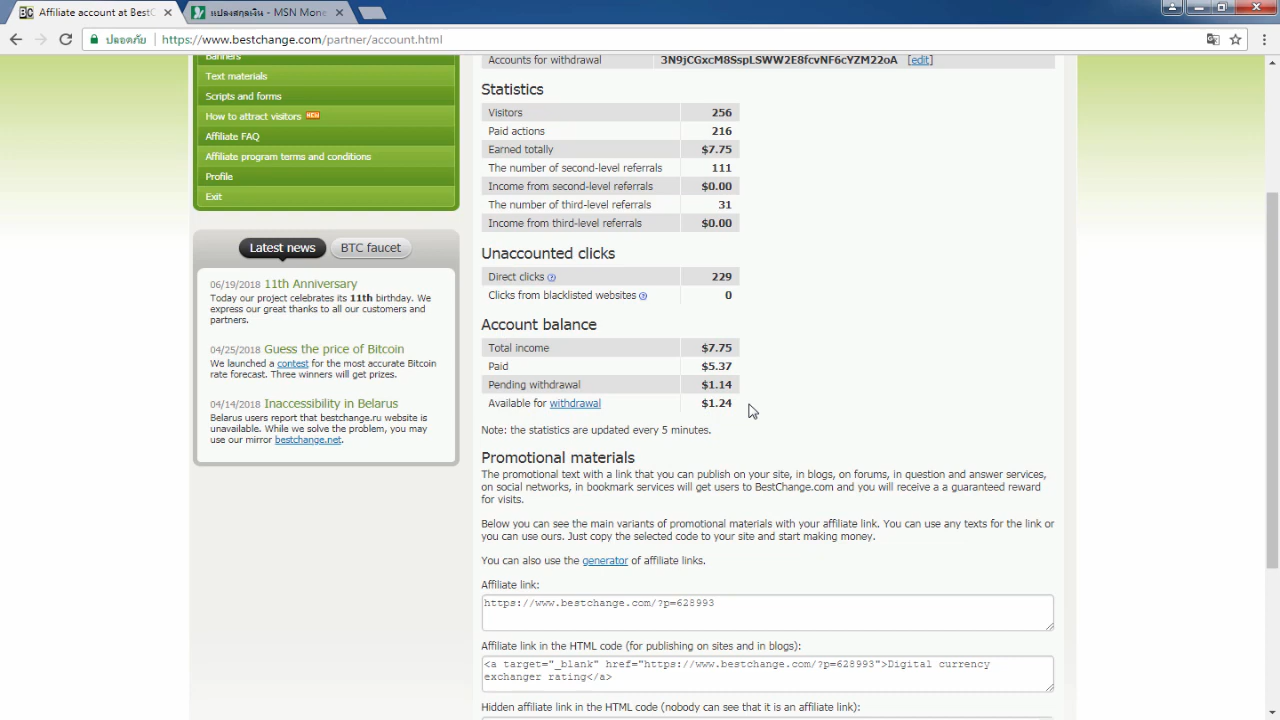 Affiliate account at BestC
แปลงสกุลเงิน - MSN Mone
ปลอดภัย
https://www.bestchange.com/partner/account.html
Banners
Text materials
Scripts and forms
How to attract visitors
Affiliate FAQ
Affiliate program terms and conditions
Profile
Exit
Latest news
BTC faucet
06/19/2018 11th Anniversary
Today our project celebrates its 11th birthday. We
express our great thanks to all our customers and
partners.
04/25/2018 Guess the price of Bitcoin
We launched a contest for the most accurate Bitcoin
rate forecast. Three winners will get prizes.
04/14/2018 Inaccessibility in Belarus
Belarus users report that bestchange.ru website is
unavailable. While we solve the problem, you may
use our mirror bestchange.net.
Accounts for withdrawal 3N9jCGxcM8SspLSWW2E8fcvNF6cYZM22oA [edit]
Statistics
Visitors 256
Paid actions 216
Earned totally $7.75
The number of second-level referrals 111
Income from second-level referrals $0.00
The number of third-level referrals 31
Income from third-level referrals $0.00
Unaccounted clicks
Direct clicks 229
Clicks from blacklisted websites 0
Account balance
Total income $7.75
Paid $5.37
Pending withdrawal $1.14
Available for withdrawal $1.24
Note: the statistics are updated every 5 minutes.
Promotional materials
The promotional text with a link that you can publish on your site, in blogs, on forums, in question and answer services,
on social networks, in bookmark services will get users to BestChange.com and you will receive a a guaranteed reward
for visits.
Below you can see the main variants of promotional materials with your affiliate link. You can use any texts for the link or
you can use ours. Just copy the selected code to your site and start making money.
You can also use the generator of affiliate links.
Affiliate link:
https://www.bestchange.com/?p=628993
Affiliate link in the HTML code (for publishing on sites and in blogs):
<a target="_blank" href="https://www.bestchange.com/?p=628993">Digital currency
exchanger rating</a>
Hidden affiliate link in the HTML code (nobody can see that it is an affiliate link):